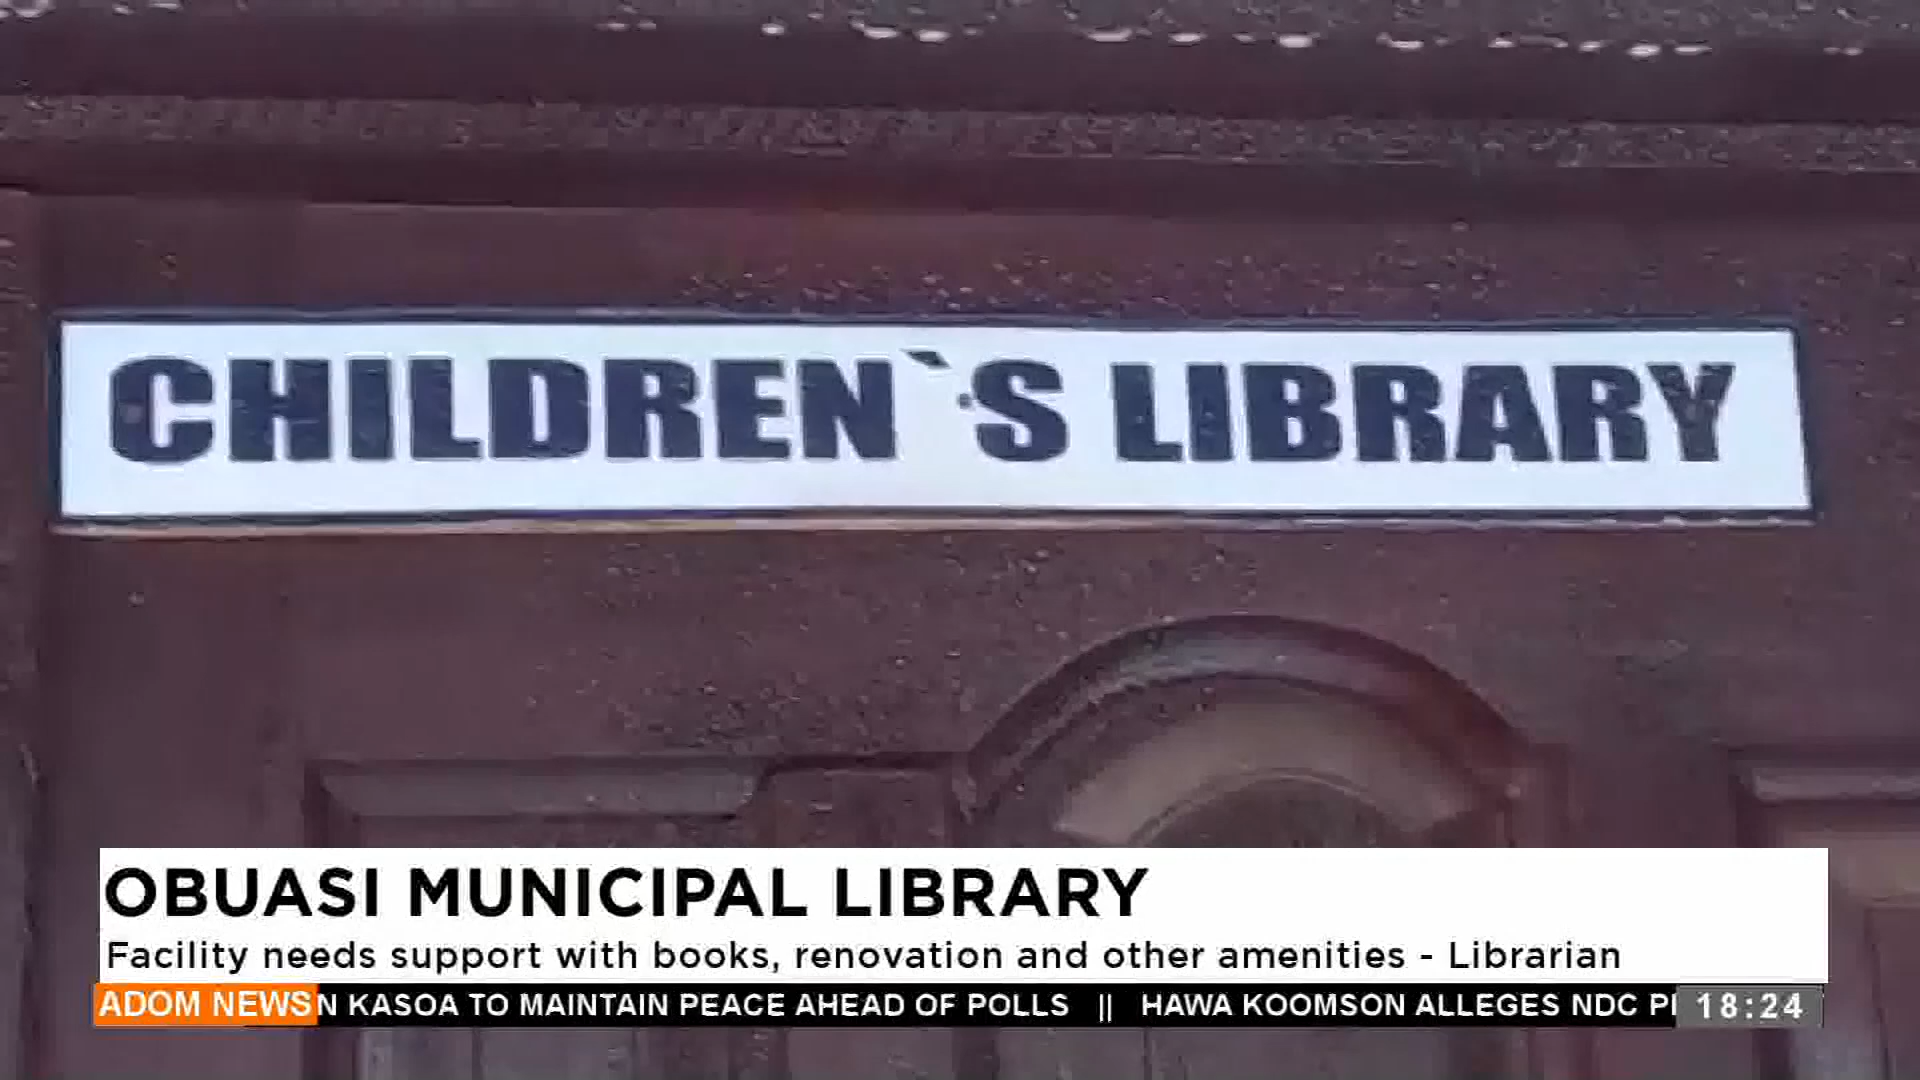 CHILDREN`S LIBRARY
OBUASI MUNICIPAL LIBRARY
Facility needs support with books, renovation and other amenities - Librarian
ADOM NEWS
KASOA TO MAINTAIN PEACE AHEAD OF POLLS || HAWA KOOMSON ALLEGES NDC
18:24